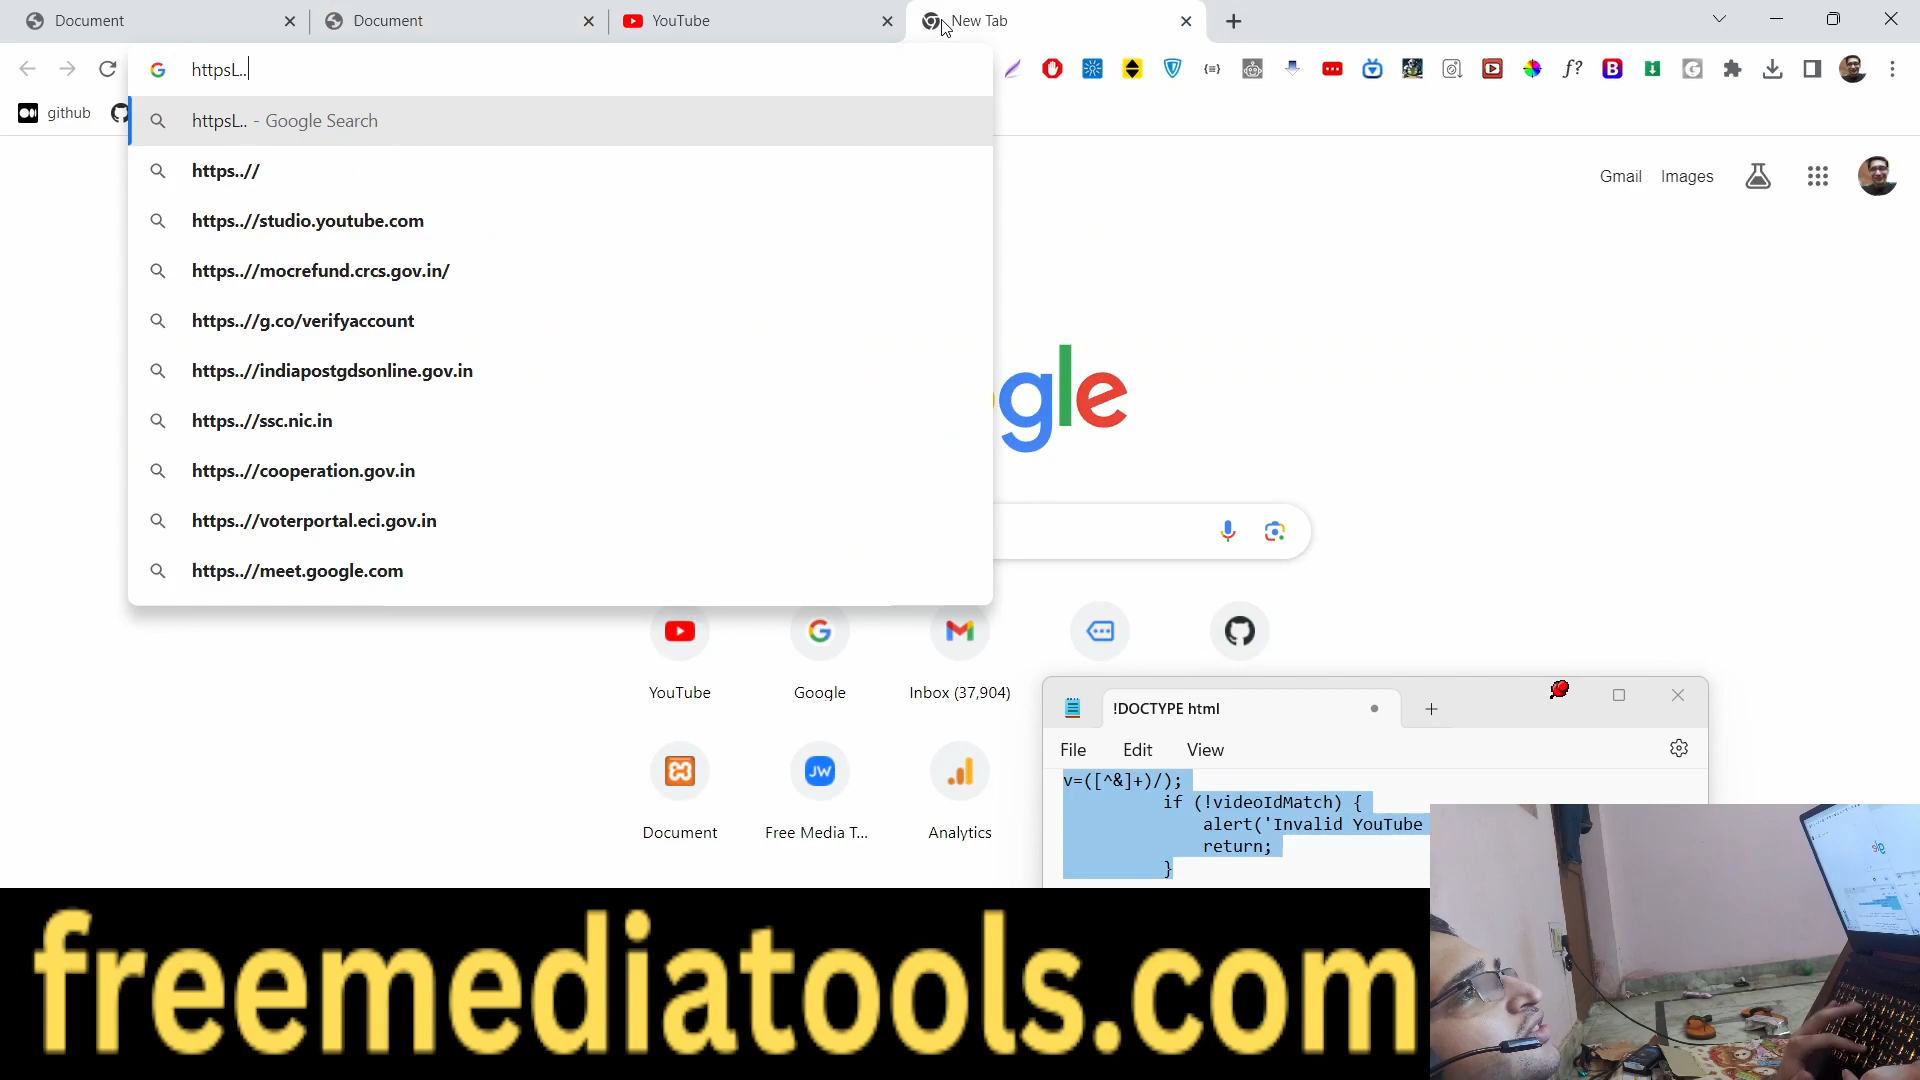 Document
Document
YouTube
New Tab
httpsL..
github
httpsL.. - Google Search
https..//
https..//studio.youtube.com
https..//mocrefund.crcs.gov.in/
https..//g.co/verifyaccount
https..//indiapostgdsonline.gov.in
https..//ssc.nic.in
https..//cooperation.gov.in
https..//voterportal.eci.gov.in
https..//meet.google.com
Gmail Images
gle
YouTube
Google
Inbox (37,904)
Document
Free Media T...
Analytics
!DOCTYPE html
File Edit View
v=([^&]+)/);
if (!videoIdMatch) {
alert('Invalid YouTube
return;
}
freemediatools.com